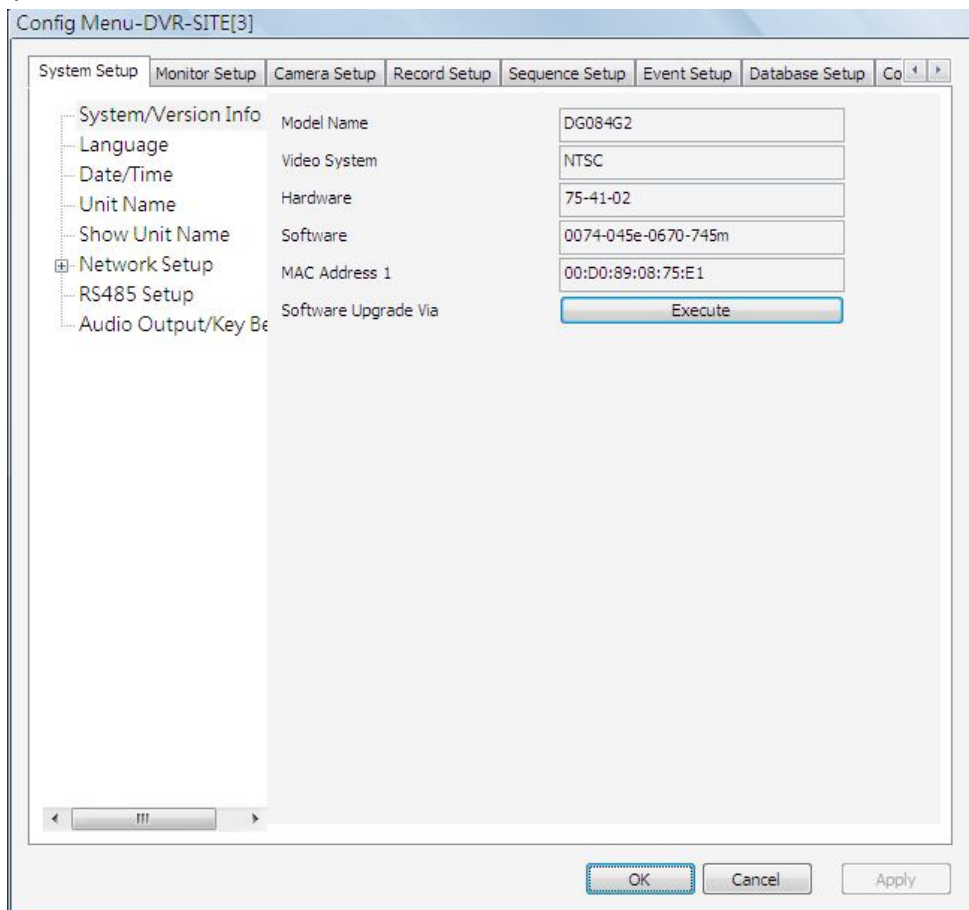 Config Menu-DVR-SITE[3]
System Setup Monitor Setup Camera Setup Record Setup Sequence Setup Event Setup Database Setup Co
System/Version Info
Language
Date/Time
Unit Name
Show Unit Name
Network Setup
RS485 Setup
Audio Output/Key Be
Model Name DG084G2
Video System NTSC
Hardware 75-41-02
Software 0074-045e-0670-745m
MAC Address 1 00:D0:89:08:75:E1
Software Upgrade Via Execute
OK Cancel Apply